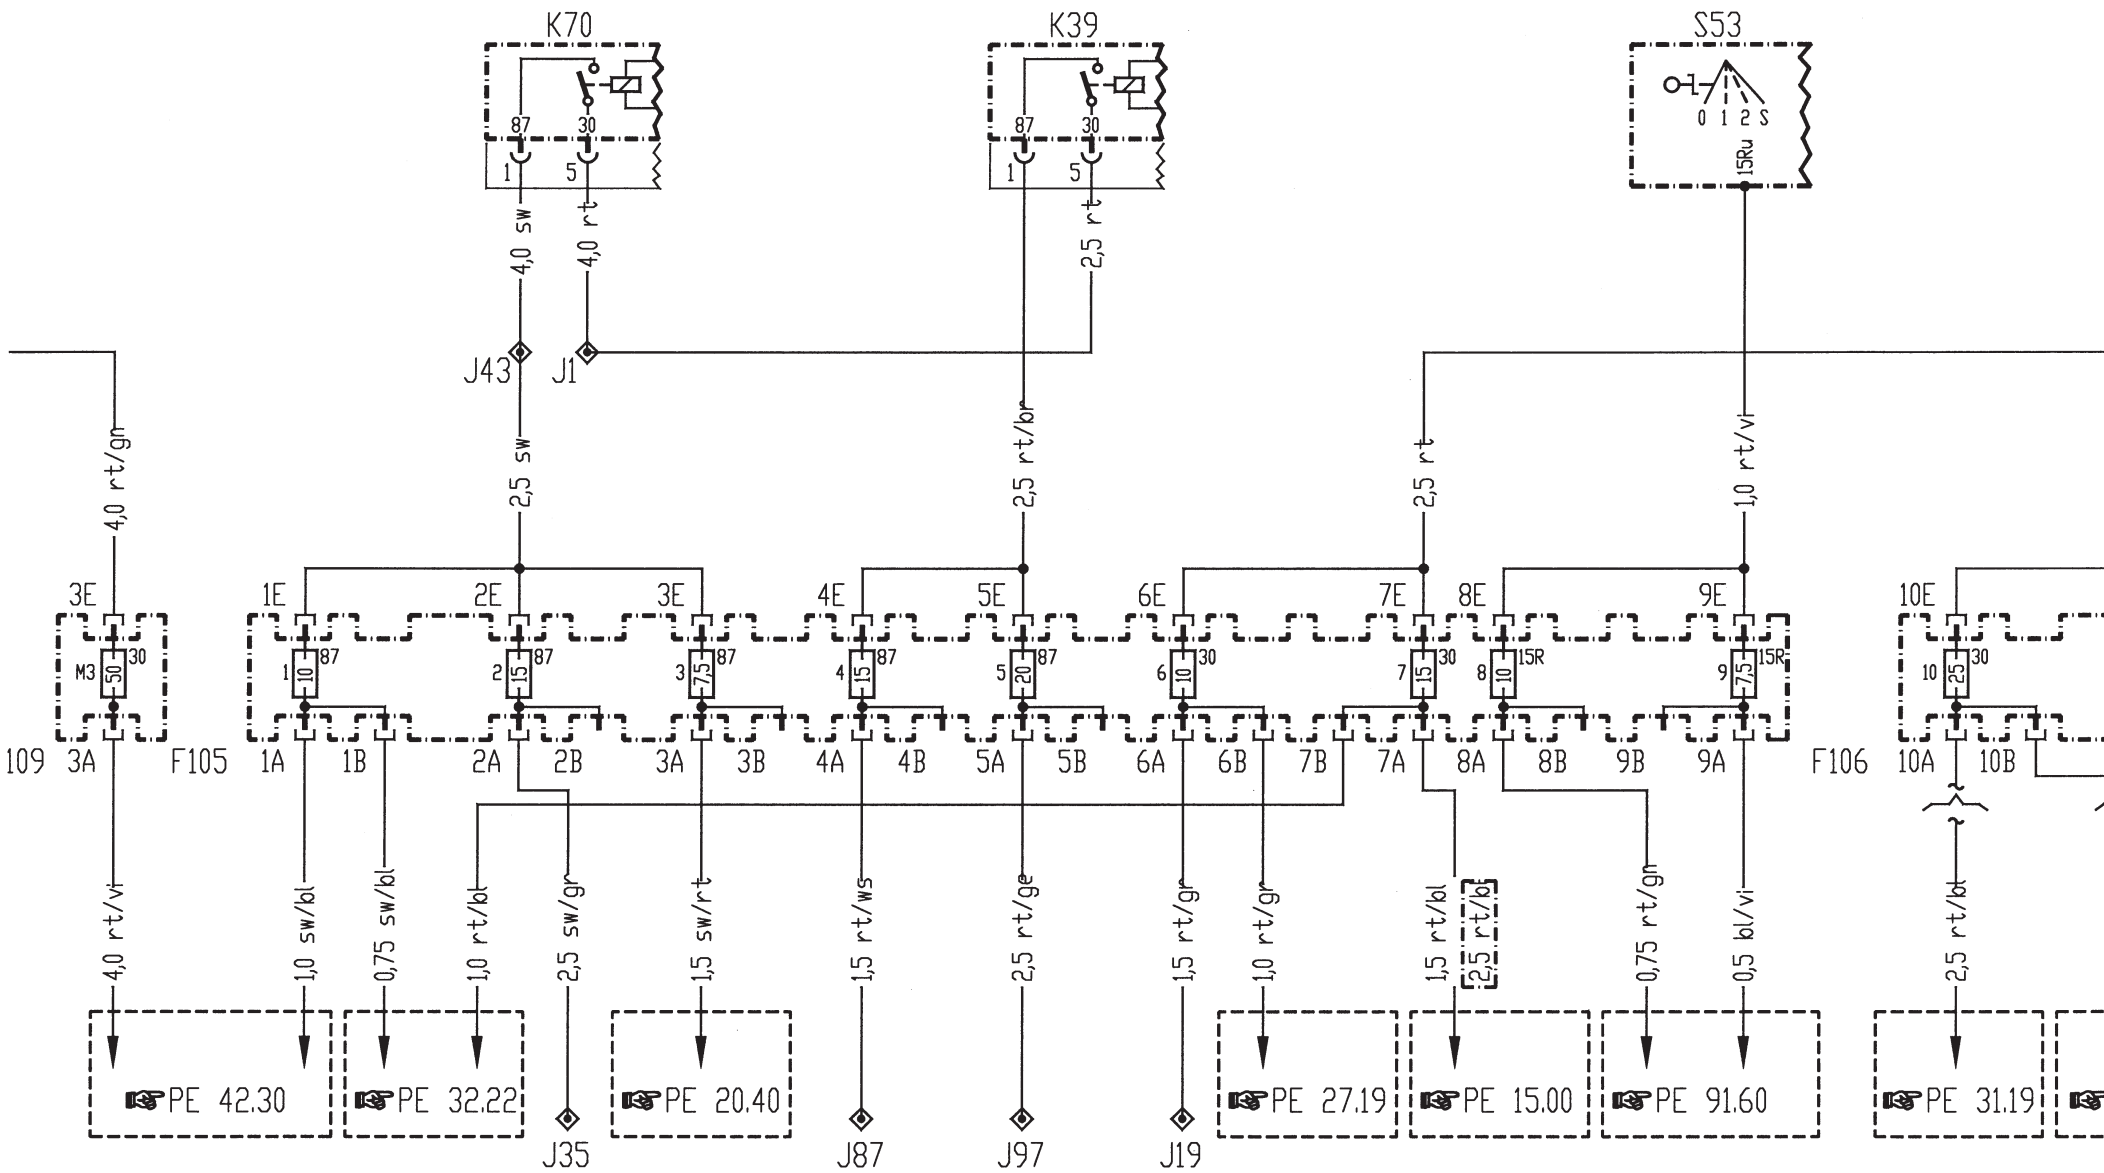 K70 K39 S53
0 1 2 S
87 30 87 30
15Ru
1 5 1 5
4,0 sw 4,0 rt 2,5 rt
J43 J1
4,0 rt/gn 2,5 sw 2,5 rt/br 2,5 rt 1,0 rt/vi
3E 1E 2E 3E 4E 5E 6E 7E 8E 9E 10E
30 87 87 87 87 87 30 30 15R 15R 30
M3 50 1 10 2 15 3 7,5 4 15 5 20 6 10 7 15 8 10 9 7,5 10 25
109 3A F105 1A 1B 2A 2B 3A 3B 4A 4B 5A 5B 6A 6B 7B 7A 8A 8B 9B 9A F106 10A 10B
4,0 rt/vi 1,0 sw/bl 0,75 sw/bl 1,0 rt/bl 2,5 sw/gr 1,5 sw/rt 1,5 rt/ws 2,5 rt/ge 1,5 rt/gr 1,0 rt/gr 1,5 rt/bl 0,75 rt/gn 0,5 bl/vi 2,5 rt/bl
PE 42.30 PE 32.22 PE 20.40 PE 27.19 PE 15.00 PE 91.60 PE 31.19
J35 J87 J97 J19